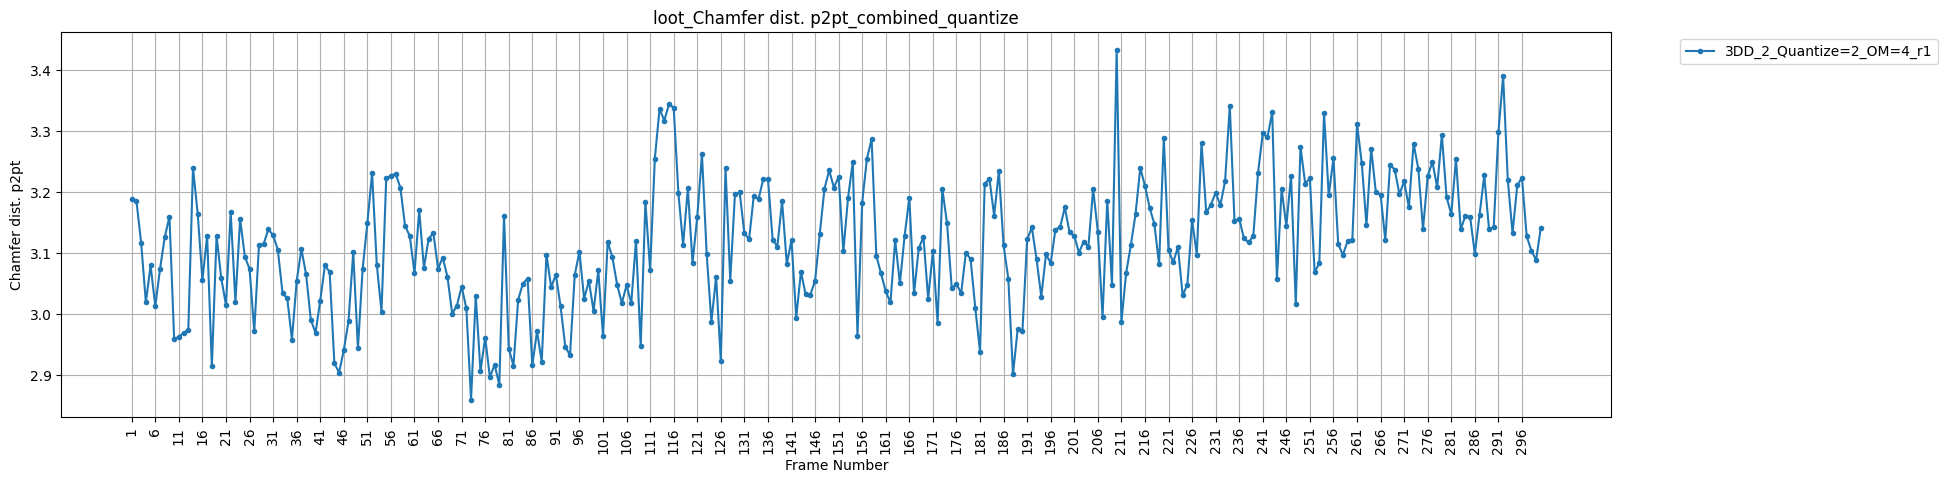 loot_Chamfer dist. p2pt_combined_quantize
3DD_2_Quantize=2_OM=4_r1
Chamfer dist. p2pt
3.4
3.3
3.2
3.1
3.0
2.9
1 6 11 16 21 26 31 36 41 46 51 56 61 66 71 76 81 86 91 96 101 106 111 116 121 126 131 136 141 146 151 156 161 166 171 176 181 186 191 196 201 206 211 216 221 226 231 236 241 246 251 256 261 266 271 276 281 286 291 296
Frame Number